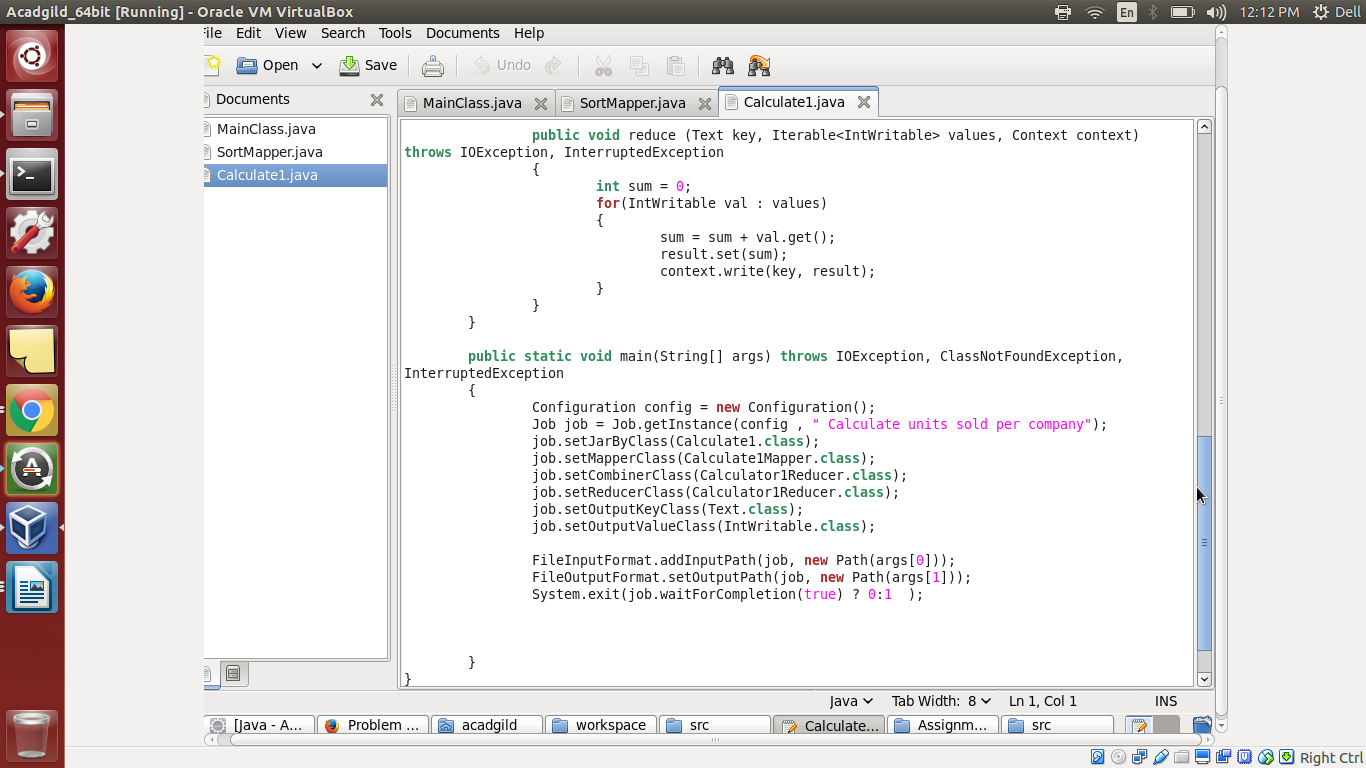 Acadgild_64bit [Running] - Oracle VM VirtualBox
En
12:12 PM
Dell
File Edit View Search Tools Documents Help
Open
Save
Undo
Documents
MainClass.java
SortMapper.java
Calculate1.java
MainClass.java
SortMapper.java
Calculate1.java
public void reduce (Text key, Iterable<IntWritable> values, Context context)
throws IOException, InterruptedException
{
int sum = 0;
for(IntWritable val : values)
{
sum = sum + val.get();
result.set(sum);
context.write(key, result);
}
}
}
public static void main(String[] args) throws IOException, ClassNotFoundException,
InterruptedException
{
Configuration config = new Configuration();
Job job = Job.getInstance(config , " Calculate units sold per company");
job.setJarByClass(Calculate1.class);
job.setMapperClass(Calculate1Mapper.class);
job.setCombinerClass(Calculator1Reducer.class);
job.setReducerClass(Calculator1Reducer.class);
job.setOutputKeyClass(Text.class);
job.setOutputValueClass(IntWritable.class);
FileInputFormat.addInputPath(job, new Path(args[0]));
FileOutputFormat.setOutputPath(job, new Path(args[1]));
System.exit(job.waitForCompletion(true) ? 0:1  );
}
}
Java
Tab Width: 8
Ln 1, Col 1
INS
[Java - A...
Problem ...
acadgild
workspace
src
Calculate...
Assignm...
src
Right Ctrl